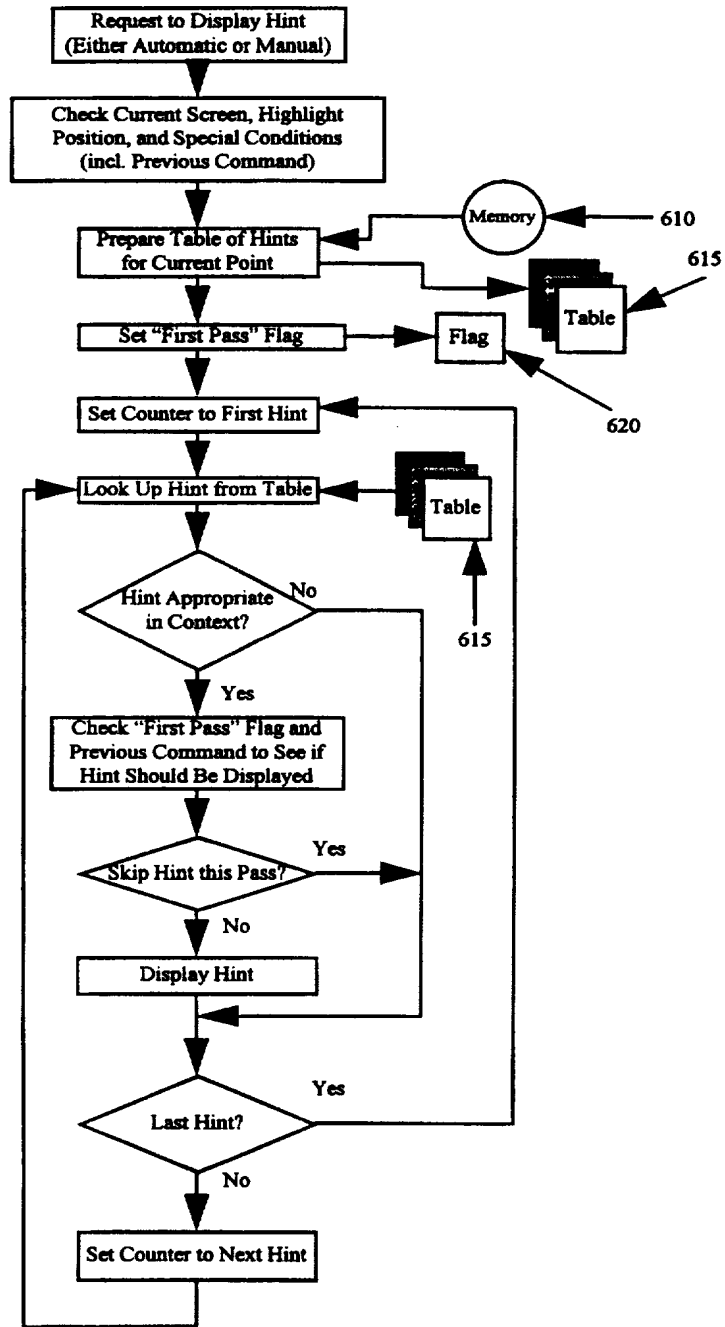 Request to Display Hint
(Either Automatic or Manual)
Check Current Screen, Highlight
Position, and Special Conditions
(incl. Previous Command)
Memory
610
Prepare Table of Hints
for Current Point
615
Table
Set “First Pass” Flag
Flag
620
Set Counter to First Hint
Look Up Hint from Table
Table
615
Hint Appropriate
in Context?
No
Yes
Check “First Pass” Flag and
Previous Command to See if
Hint Should Be Displayed
Skip Hint this Pass?
Yes
No
Display Hint
Last Hint?
Yes
No
Set Counter to Next Hint